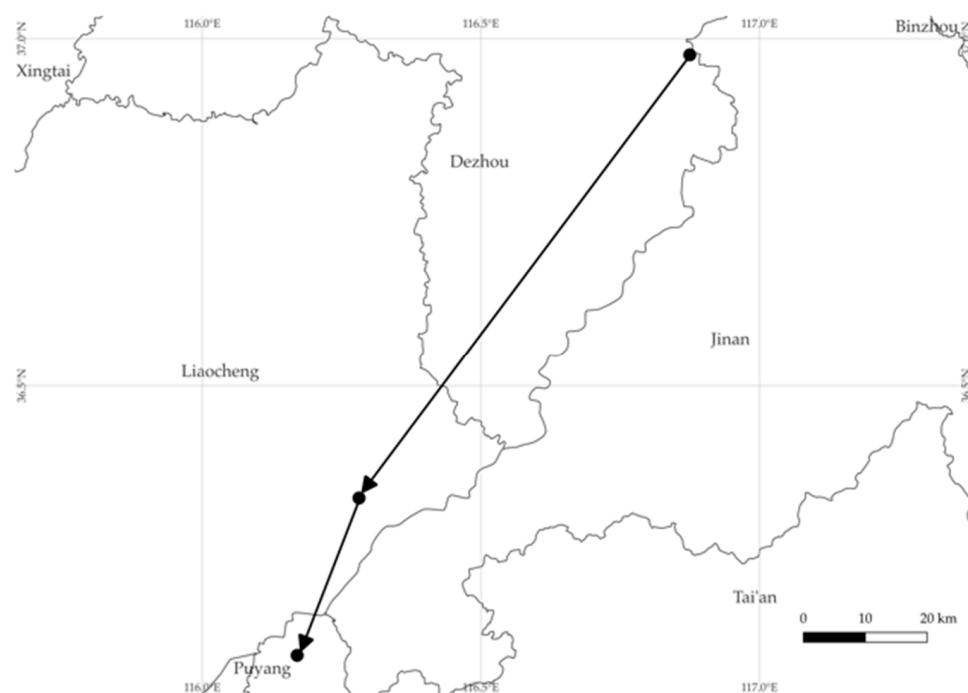 116.0°E 116.5°E 117.0°E
37.0°N
Binzhou
Xingtai
Dezhou
Jinan
Liaocheng
36.5°N 36.5°N
Tai'an
0 10 20 km
Puyang
116.0°E 116.5°E 117.0°E